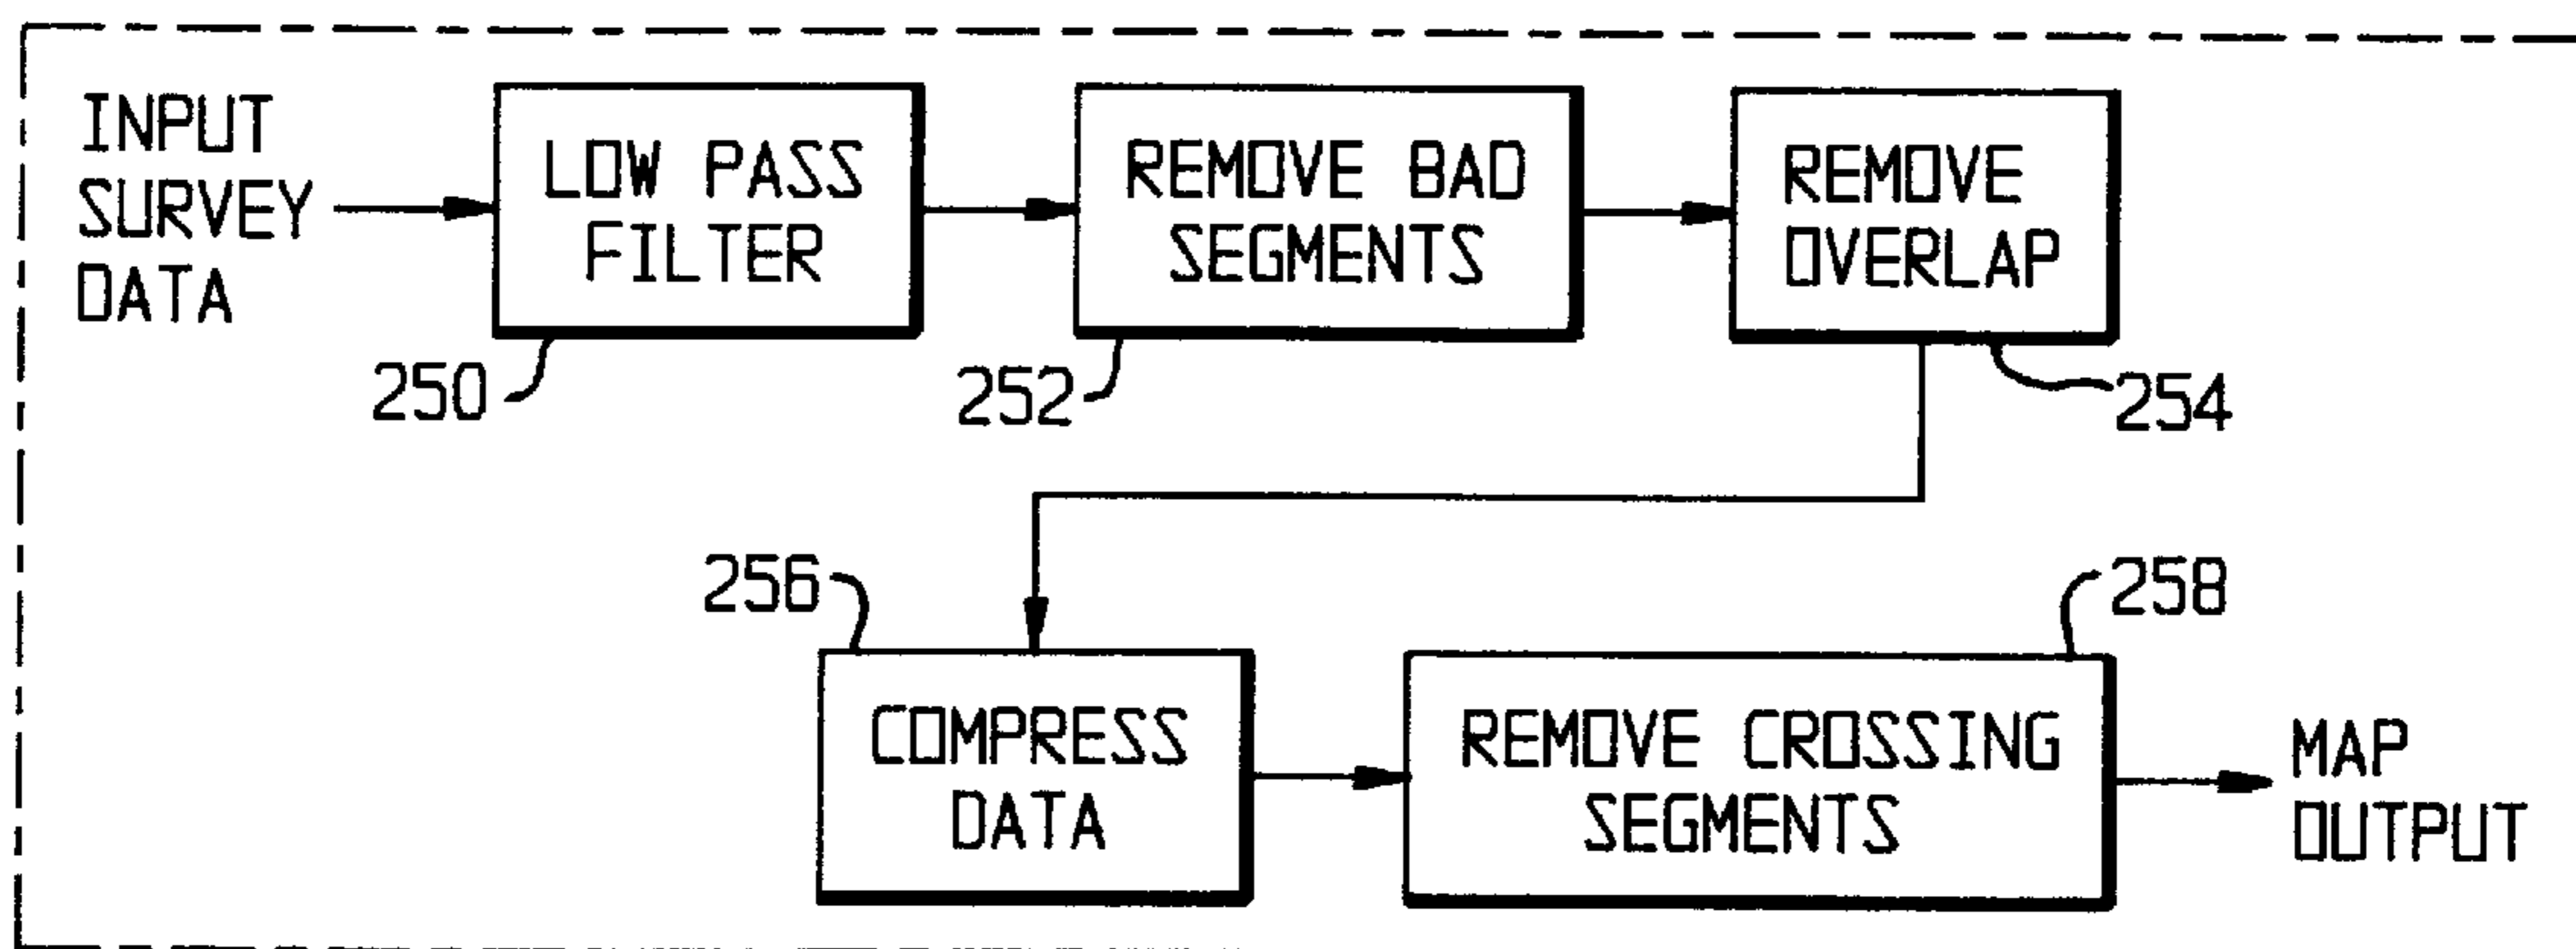 INPUT
SURVEY
DATA
LOW PASS
FILTER
250
REMOVE BAD
SEGMENTS
252
REMOVE
OVERLAP
254
256
COMPRESS
DATA
258
REMOVE CROSSING
SEGMENTS
MAP
OUTPUT